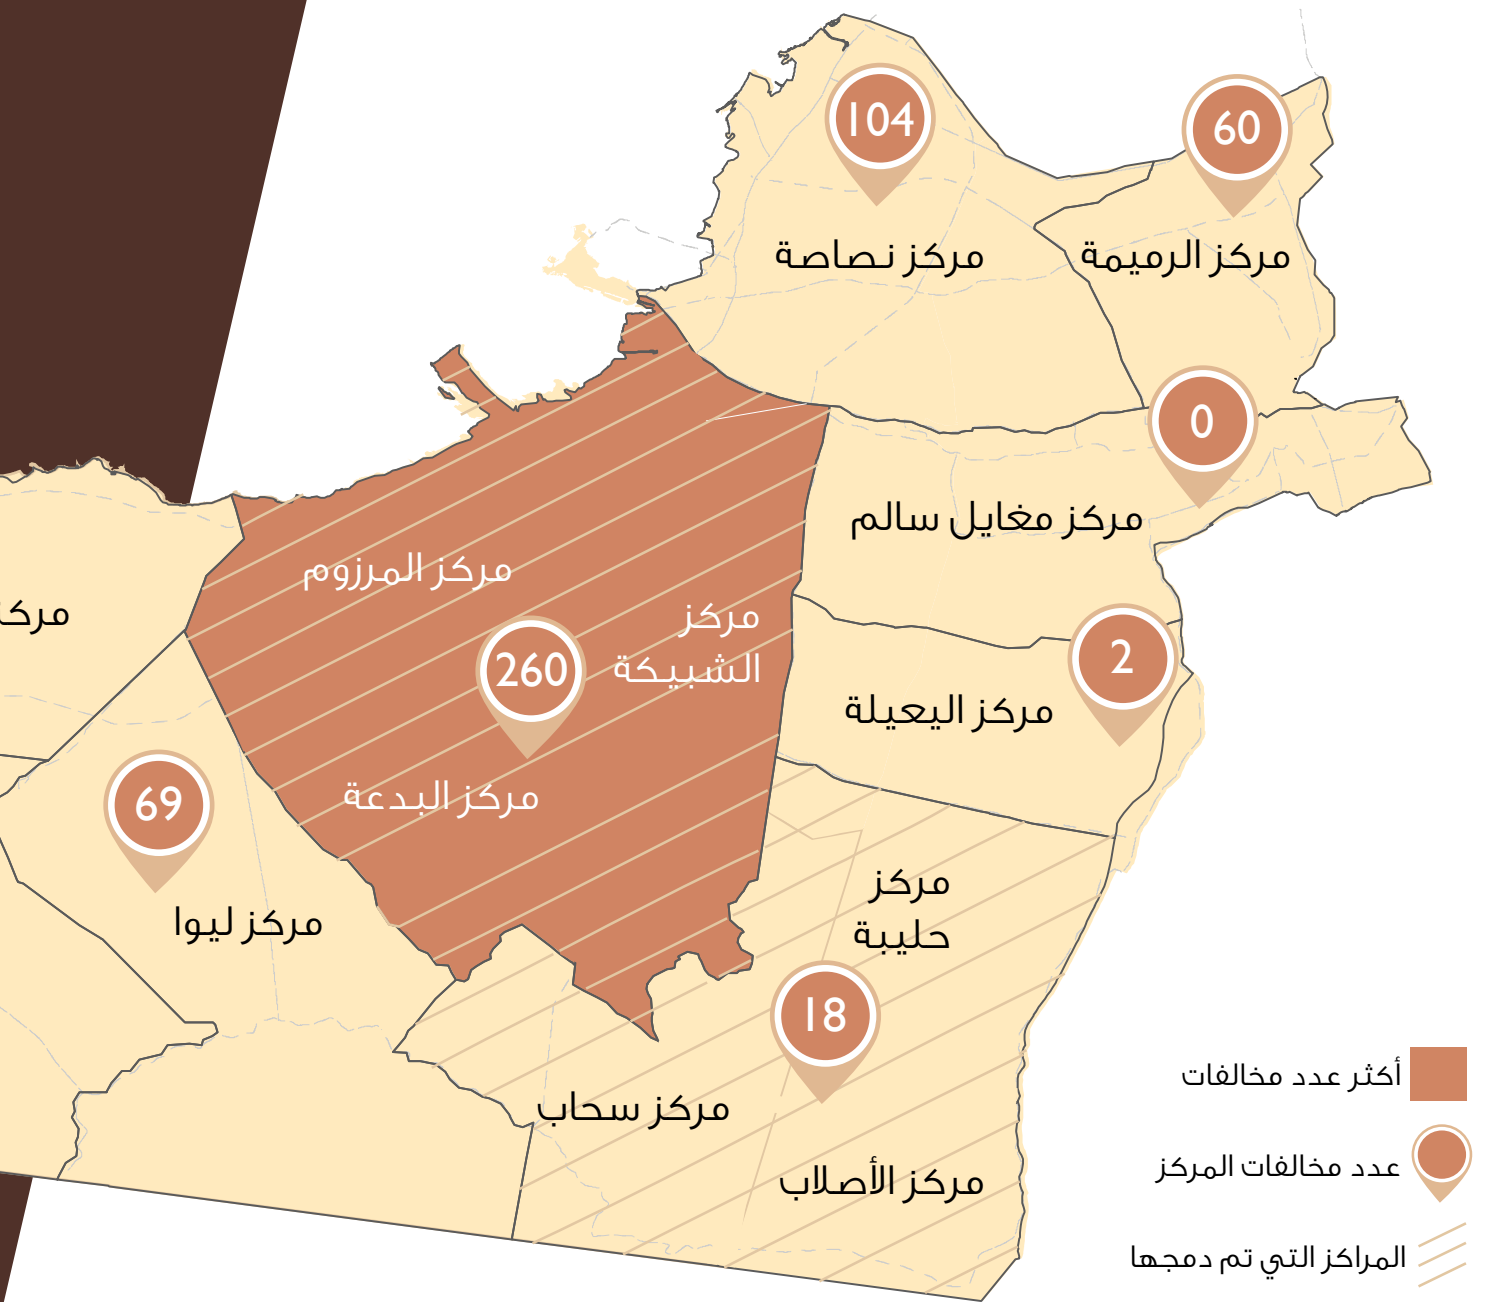 104
60
مركز نصاصة
مركز الرميمة
0
مركز مغايل سالم
مركز المرزوم
مركز
الشبيكة
260
2
مركز اليعيلة
مركز البدعة
69
مركز ليوا
مركز
حليبة
18
مركز سحاب
مركز الأصلاب
أكثر عدد مخالفات
عدد مخالفات المركز
المراكز التي تم دمجها